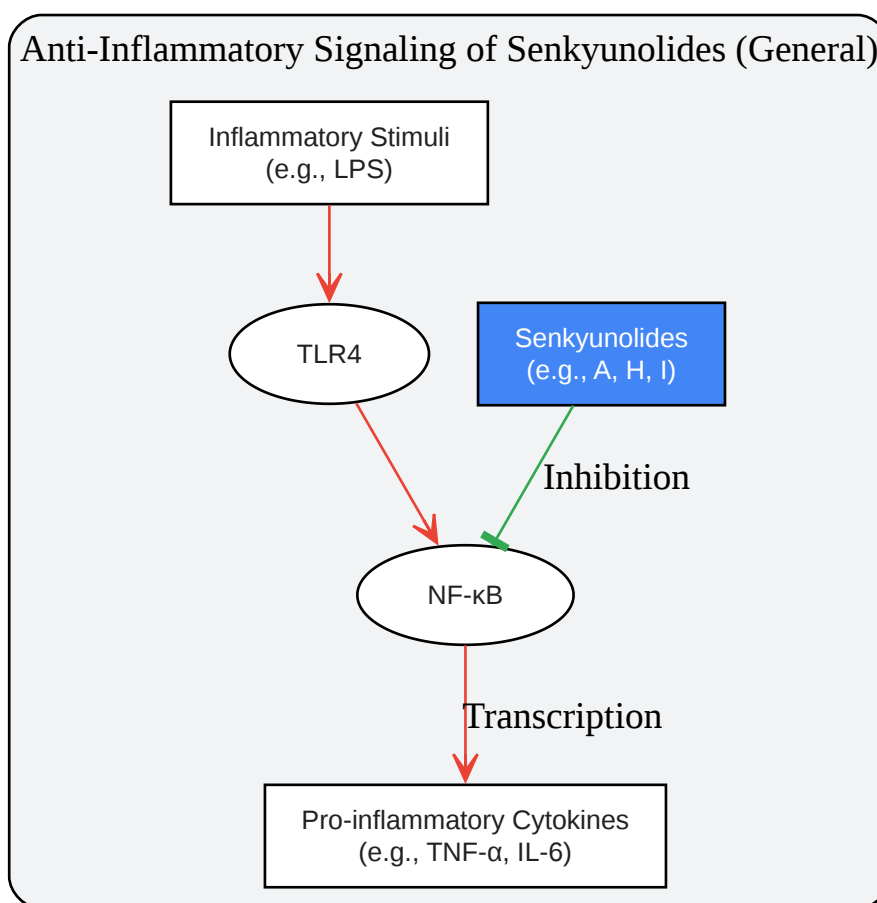 Anti-Inflammatory Signaling of Senkyunolides (General)
Inflammatory Stimuli
(e.g., LPS)
TLR4
Senkyunolides
(e.g., A, H, I)
Inhibition
NF-κB
Transcription
Pro-inflammatory Cytokines
(e.g., TNF-α, IL-6)